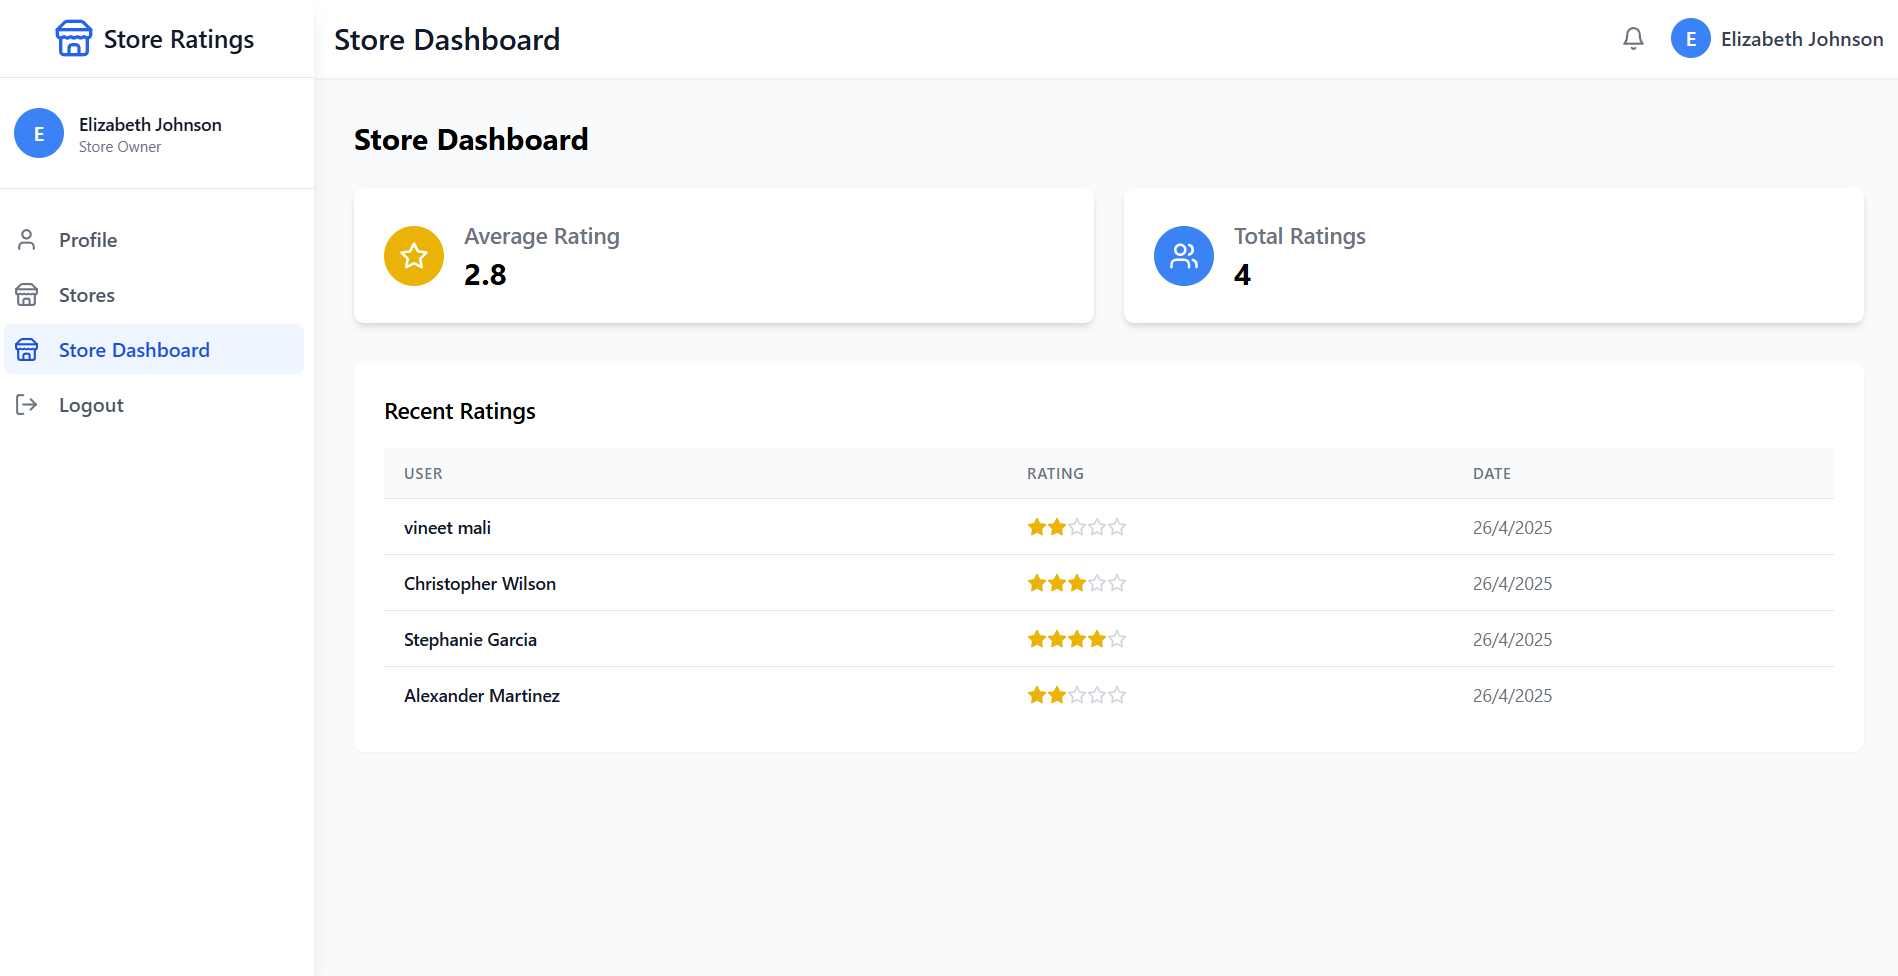 Store Ratings
Store Dashboard
E
Elizabeth Johnson
E
Elizabeth Johnson
Store Owner
Profile
Stores
Store Dashboard
Logout
Store Dashboard
Average Rating
2.8
Total Ratings
4
Recent Ratings
USER RATING DATE
vineet mali 26/4/2025
Christopher Wilson 26/4/2025
Stephanie Garcia 26/4/2025
Alexander Martinez 26/4/2025